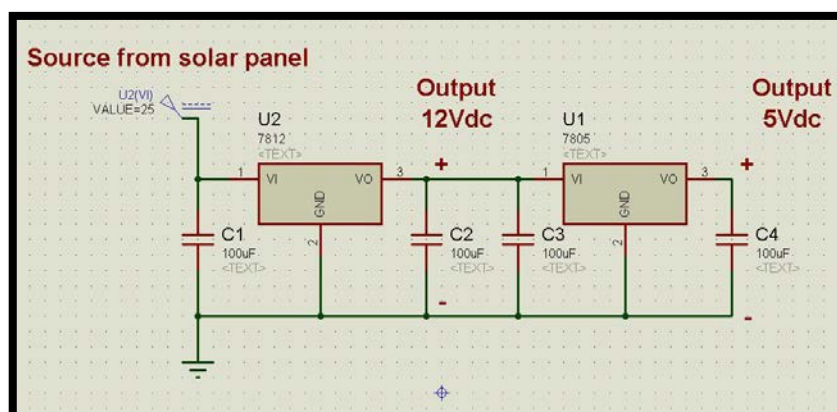 Source from solar panel
U2(VI)
VALUE=25
Output
12Vdc
Output
5Vdc
U2
7812
<TEXT>
U1
7805
<TEXT>
1
VI
VO
3
GND
2
+
1
VI
VO
3
GND
2
+
C1
100uF
<TEXT>
C2
100uF
<TEXT>
C3
100uF
<TEXT>
C4
100uF
<TEXT>
-
-